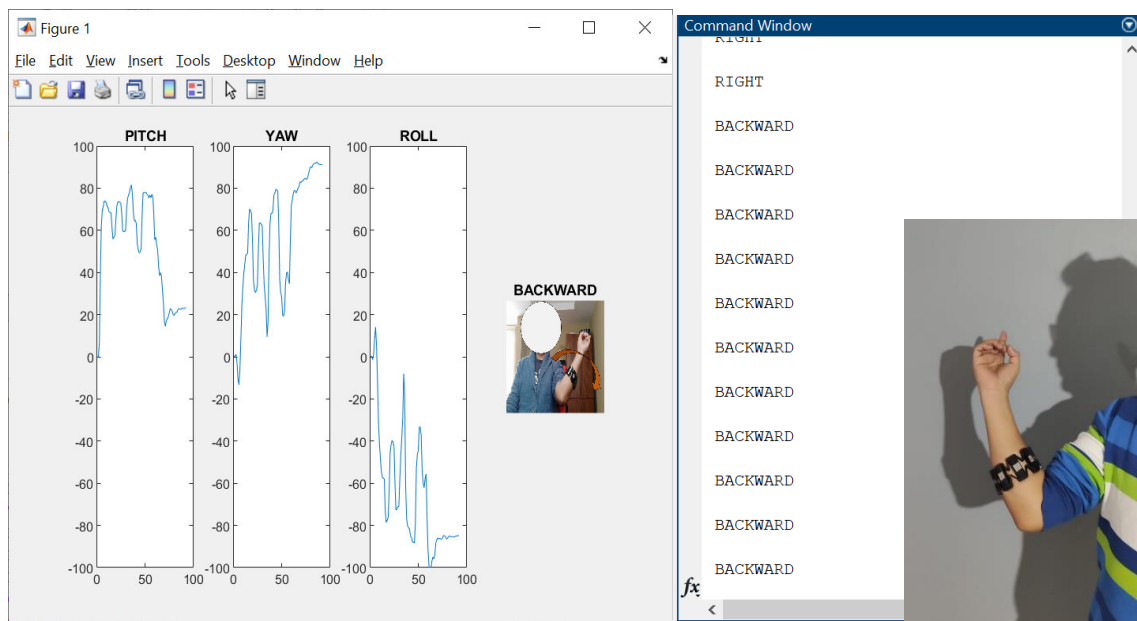 Figure 1
File Edit View Insert Tools Desktop Window Help
PITCH
100
80
60
40
20
0
-20
-40
-60
-80
-100
0 50 100
YAW
100
80
60
40
20
0
-20
-40
-60
-80
-100
0 50 100
ROLL
100
80
60
40
20
0
-20
-40
-60
-80
-100
0 50 100
BACKWARD
Command Window
RIGHT
RIGHT
BACKWARD
BACKWARD
BACKWARD
BACKWARD
BACKWARD
BACKWARD
BACKWARD
BACKWARD
BACKWARD
BACKWARD
BACKWARD
fx